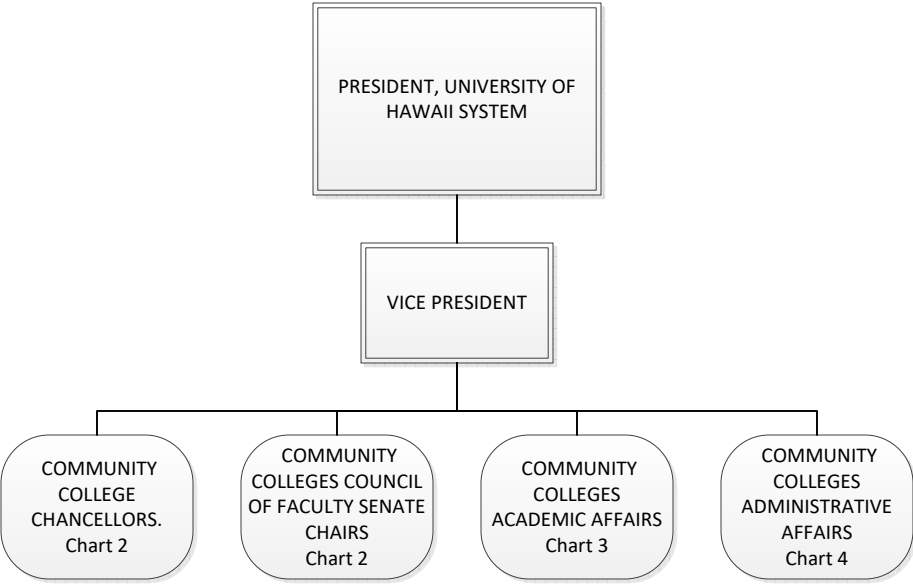 PRESIDENT, UNIVERSITY OF
HAWAII SYSTEM
VICE PRESIDENT
COMMUNITY
COLLEGE
CHANCELLORS.
Chart 2
COMMUNITY
COLLEGES COUNCIL
OF FACULTY SENATE
CHAIRS
Chart 2
COMMUNITY
COLLEGES
ACADEMIC AFFAIRS
Chart 3
COMMUNITY
COLLEGES
ADMINISTRATIVE
AFFAIRS
Chart 4